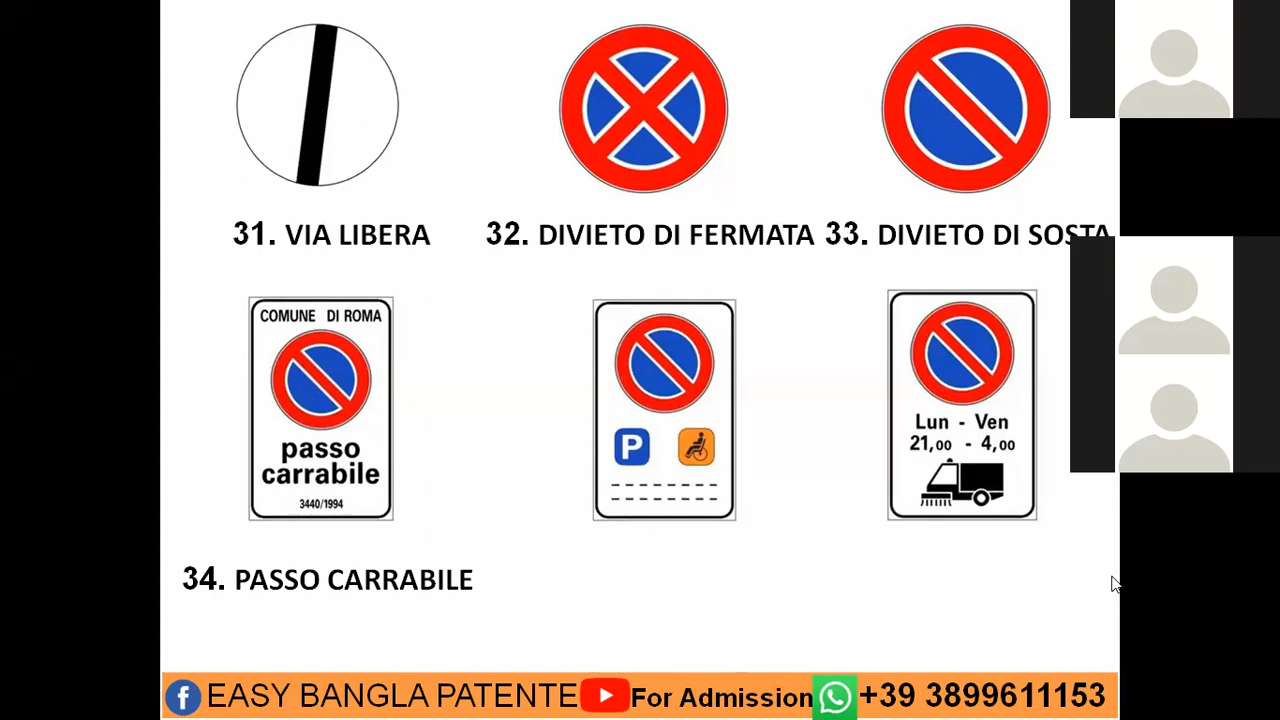 31. VIA LIBERA
32. DIVIETO DI FERMATA
33. DIVIETO DI SOSTA
COMUNE DI ROMA
passo
carrabile
3440/1994
P
Lun - Ven
21,00 - 4,00
34. PASSO CARRABILE
EASY BANGLA PATENTE For Admission +39 3899611153